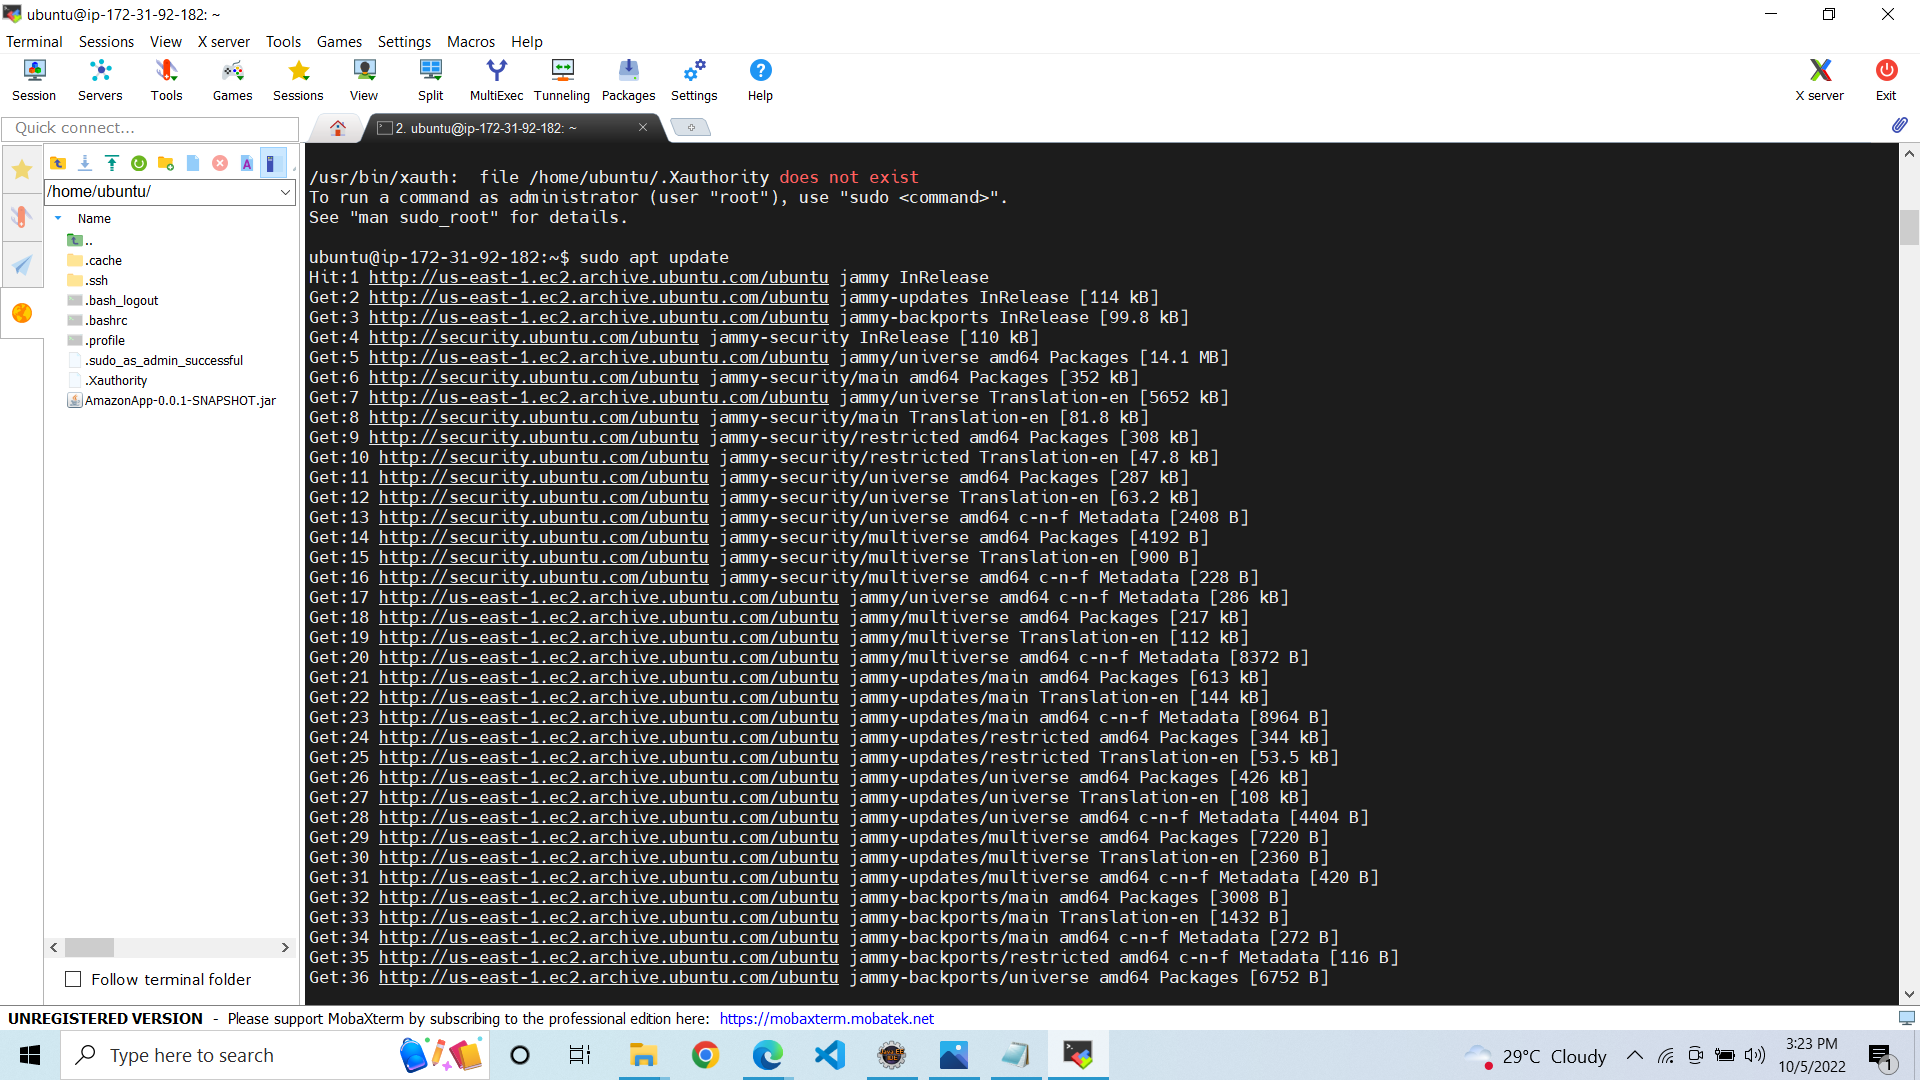 ubuntu@ip-172-31-92-182: ~
Terminal Sessions View X server Tools Games Settings Macros Help
Session Servers Tools Games Sessions View Split MultiExec Tunneling Packages Settings Help X server Exit
Quick connect...
2. ubuntu@ip-172-31-92-182: ~
/home/ubuntu/
Name
..
.cache
.ssh
.bash_logout
.bashrc
.profile
.sudo_as_admin_successful
.Xauthority
AmazonApp-0.0.1-SNAPSHOT.jar
Follow terminal folder
/usr/bin/xauth:  file /home/ubuntu/.Xauthority does not exist
To run a command as administrator (user "root"), use "sudo <command>".
See "man sudo_root" for details.
ubuntu@ip-172-31-92-182:~$ sudo apt update
Hit:1 http://us-east-1.ec2.archive.ubuntu.com/ubuntu jammy InRelease
Get:2 http://us-east-1.ec2.archive.ubuntu.com/ubuntu jammy-updates InRelease [114 kB]
Get:3 http://us-east-1.ec2.archive.ubuntu.com/ubuntu jammy-backports InRelease [99.8 kB]
Get:4 http://security.ubuntu.com/ubuntu jammy-security InRelease [110 kB]
Get:5 http://us-east-1.ec2.archive.ubuntu.com/ubuntu jammy/universe amd64 Packages [14.1 MB]
Get:6 http://security.ubuntu.com/ubuntu jammy-security/main amd64 Packages [352 kB]
Get:7 http://us-east-1.ec2.archive.ubuntu.com/ubuntu jammy/universe Translation-en [5652 kB]
Get:8 http://security.ubuntu.com/ubuntu jammy-security/main Translation-en [81.8 kB]
Get:9 http://security.ubuntu.com/ubuntu jammy-security/restricted amd64 Packages [308 kB]
Get:10 http://security.ubuntu.com/ubuntu jammy-security/restricted Translation-en [47.8 kB]
Get:11 http://security.ubuntu.com/ubuntu jammy-security/universe amd64 Packages [287 kB]
Get:12 http://security.ubuntu.com/ubuntu jammy-security/universe Translation-en [63.2 kB]
Get:13 http://security.ubuntu.com/ubuntu jammy-security/universe amd64 c-n-f Metadata [2408 B]
Get:14 http://security.ubuntu.com/ubuntu jammy-security/multiverse amd64 Packages [4192 B]
Get:15 http://security.ubuntu.com/ubuntu jammy-security/multiverse Translation-en [900 B]
Get:16 http://security.ubuntu.com/ubuntu jammy-security/multiverse amd64 c-n-f Metadata [228 B]
Get:17 http://us-east-1.ec2.archive.ubuntu.com/ubuntu jammy/universe amd64 c-n-f Metadata [286 kB]
Get:18 http://us-east-1.ec2.archive.ubuntu.com/ubuntu jammy/multiverse amd64 Packages [217 kB]
Get:19 http://us-east-1.ec2.archive.ubuntu.com/ubuntu jammy/multiverse Translation-en [112 kB]
Get:20 http://us-east-1.ec2.archive.ubuntu.com/ubuntu jammy/multiverse amd64 c-n-f Metadata [8372 B]
Get:21 http://us-east-1.ec2.archive.ubuntu.com/ubuntu jammy-updates/main amd64 Packages [613 kB]
Get:22 http://us-east-1.ec2.archive.ubuntu.com/ubuntu jammy-updates/main Translation-en [144 kB]
Get:23 http://us-east-1.ec2.archive.ubuntu.com/ubuntu jammy-updates/main amd64 c-n-f Metadata [8964 B]
Get:24 http://us-east-1.ec2.archive.ubuntu.com/ubuntu jammy-updates/restricted amd64 Packages [344 kB]
Get:25 http://us-east-1.ec2.archive.ubuntu.com/ubuntu jammy-updates/restricted Translation-en [53.5 kB]
Get:26 http://us-east-1.ec2.archive.ubuntu.com/ubuntu jammy-updates/universe amd64 Packages [426 kB]
Get:27 http://us-east-1.ec2.archive.ubuntu.com/ubuntu jammy-updates/universe Translation-en [108 kB]
Get:28 http://us-east-1.ec2.archive.ubuntu.com/ubuntu jammy-updates/universe amd64 c-n-f Metadata [4404 B]
Get:29 http://us-east-1.ec2.archive.ubuntu.com/ubuntu jammy-updates/multiverse amd64 Packages [7220 B]
Get:30 http://us-east-1.ec2.archive.ubuntu.com/ubuntu jammy-updates/multiverse Translation-en [2360 B]
Get:31 http://us-east-1.ec2.archive.ubuntu.com/ubuntu jammy-updates/multiverse amd64 c-n-f Metadata [420 B]
Get:32 http://us-east-1.ec2.archive.ubuntu.com/ubuntu jammy-backports/main amd64 Packages [3008 B]
Get:33 http://us-east-1.ec2.archive.ubuntu.com/ubuntu jammy-backports/main Translation-en [1432 B]
Get:34 http://us-east-1.ec2.archive.ubuntu.com/ubuntu jammy-backports/main amd64 c-n-f Metadata [272 B]
Get:35 http://us-east-1.ec2.archive.ubuntu.com/ubuntu jammy-backports/restricted amd64 c-n-f Metadata [116 B]
Get:36 http://us-east-1.ec2.archive.ubuntu.com/ubuntu jammy-backports/universe amd64 Packages [6752 B]
UNREGISTERED VERSION - Please support MobaXterm by subscribing to the professional edition here: https://mobaxterm.mobatek.net
Type here to search
29°C Cloudy
3:23 PM
10/5/2022
1